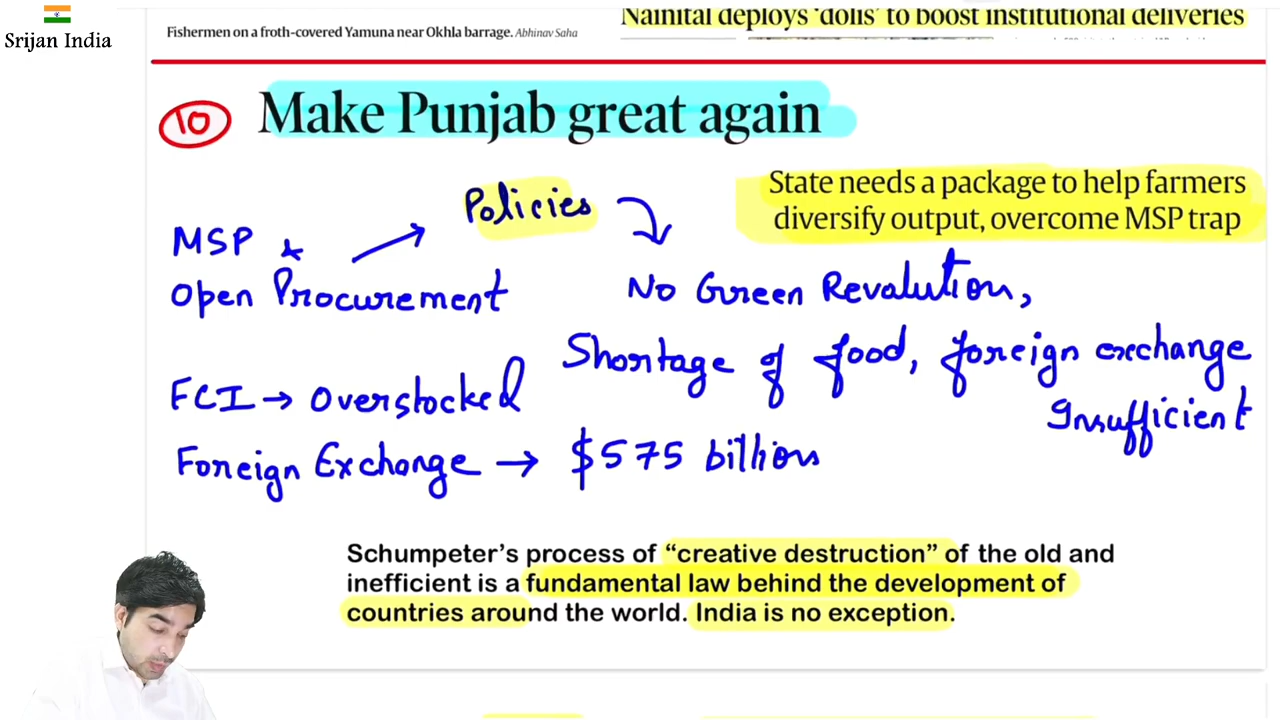 Srijan India
Fishermen on a froth-covered Yamuna near Okhla barrage. Abhinav Saha
Nainital deploys ‘dolis’ to boost institutional deliveries
10 Make Punjab great again
State needs a package to help farmers
diversify output, overcome MSP trap
Policies
MSP
Open Procurement
No Green Revalution,
Shortage of food, foreign exchange
Insufficient
FCI → Overstocked
Foreign Exchange → $575 billion
Schumpeter’s process of “creative destruction” of the old and
inefficient is a fundamental law behind the development of
countries around the world. India is no exception.